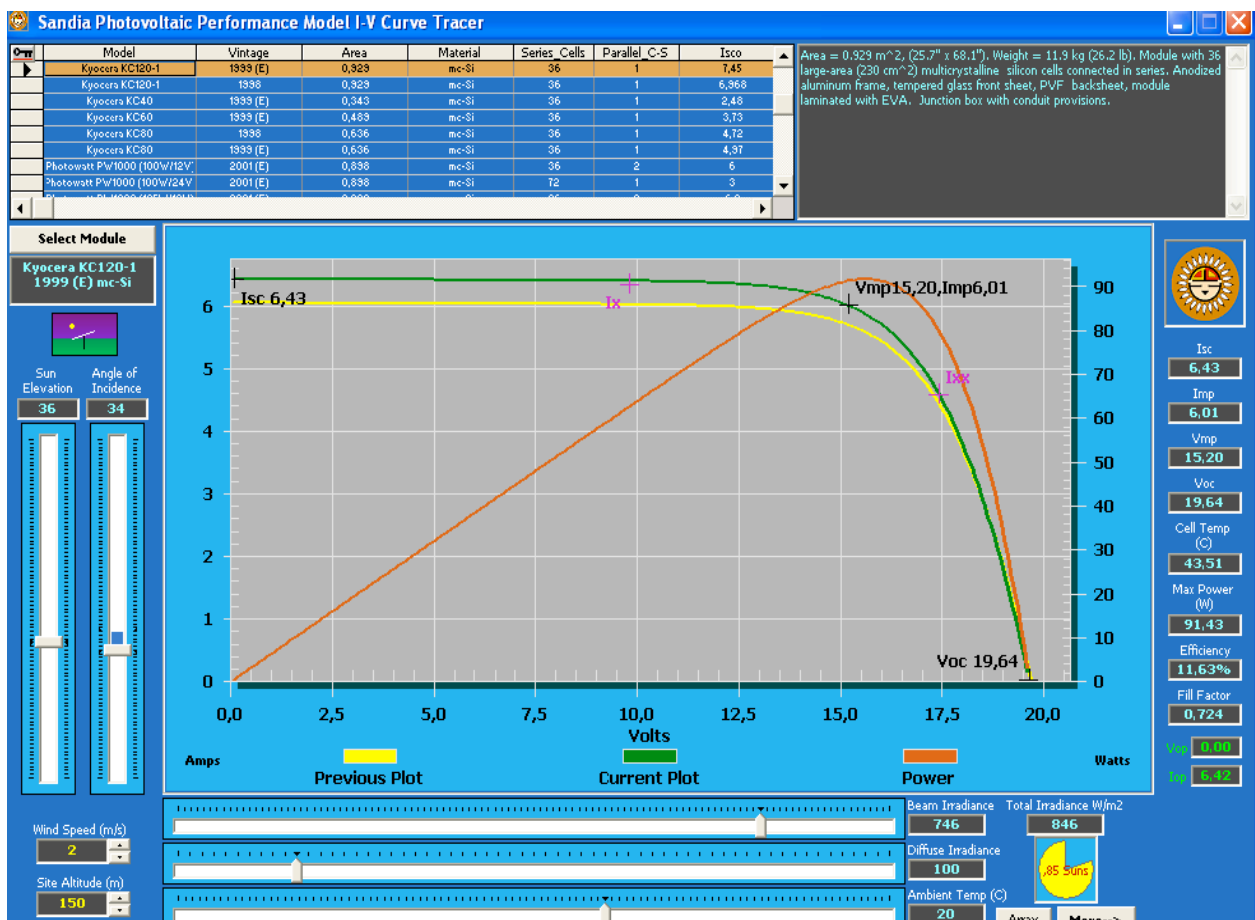 Sandia Photovoltaic Performance Model I-V Curve Tracer
Model Vintage Area Material Series_Cells Parallel_C-S Isco
Kyocera KC120-1 1999 (E) 0,929 mc-Si 36 1 7,45
Kyocera KC120-1 1998 0,929 mc-Si 36 1 6,968
Kyocera KC40 1999 (E) 0,343 mc-Si 36 1 2,48
Kyocera KC60 1999 (E) 0,489 mc-Si 36 1 3,73
Kyocera KC80 1998 0,636 mc-Si 36 1 4,72
Kyocera KC80 1999 (E) 0,636 mc-Si 36 1 4,97
Photowatt PW1000 (100W/12V) 2001 (E) 0,898 mc-Si 36 2 6
Photowatt PW1000 (100W/24V 2001 (E) 0,898 mc-Si 72 1 3
Area = 0.929 m^2, (25.7" x 68.1"). Weight = 11.9 kg (26.2 lb). Module with 36
large-area (230 cm^2) multicrystalline silicon cells connected in series. Anodized
aluminum frame, tempered glass front sheet, PVF backsheet, module
laminated with EVA. Junction box with conduit provisions.
Select Module
Kyocera KC120-1
1999 (E) mc-Si
Sun
Elevation
Angle of
Incidence
36 34
Isc 6,43
Ix
Vmp15,20,Imp6,01
Ixx
Voc 19,64
6
5
4
3
2
1
0
90
80
70
60
50
40
30
20
10
0
0,0 2,5 5,0 7,5 10,0 12,5 15,0 17,5 20,0
Volts
Amps
Watts
Previous Plot Current Plot Power
Isc
6,43
Imp
6,01
Vmp
15,20
Voc
19,64
Cell Temp
(C)
43,51
Max Power
(W)
91,43
Efficiency
11,63%
Fill Factor
0,724
Vop 0,00
Iop 6,42
Wind Speed (m/s)
2
Site Altitude (m)
150
Beam Irradiance Total Irradiance W/m2
746 846
Diffuse Irradiance
100
,85 Suns
Ambient Temp (C)
20